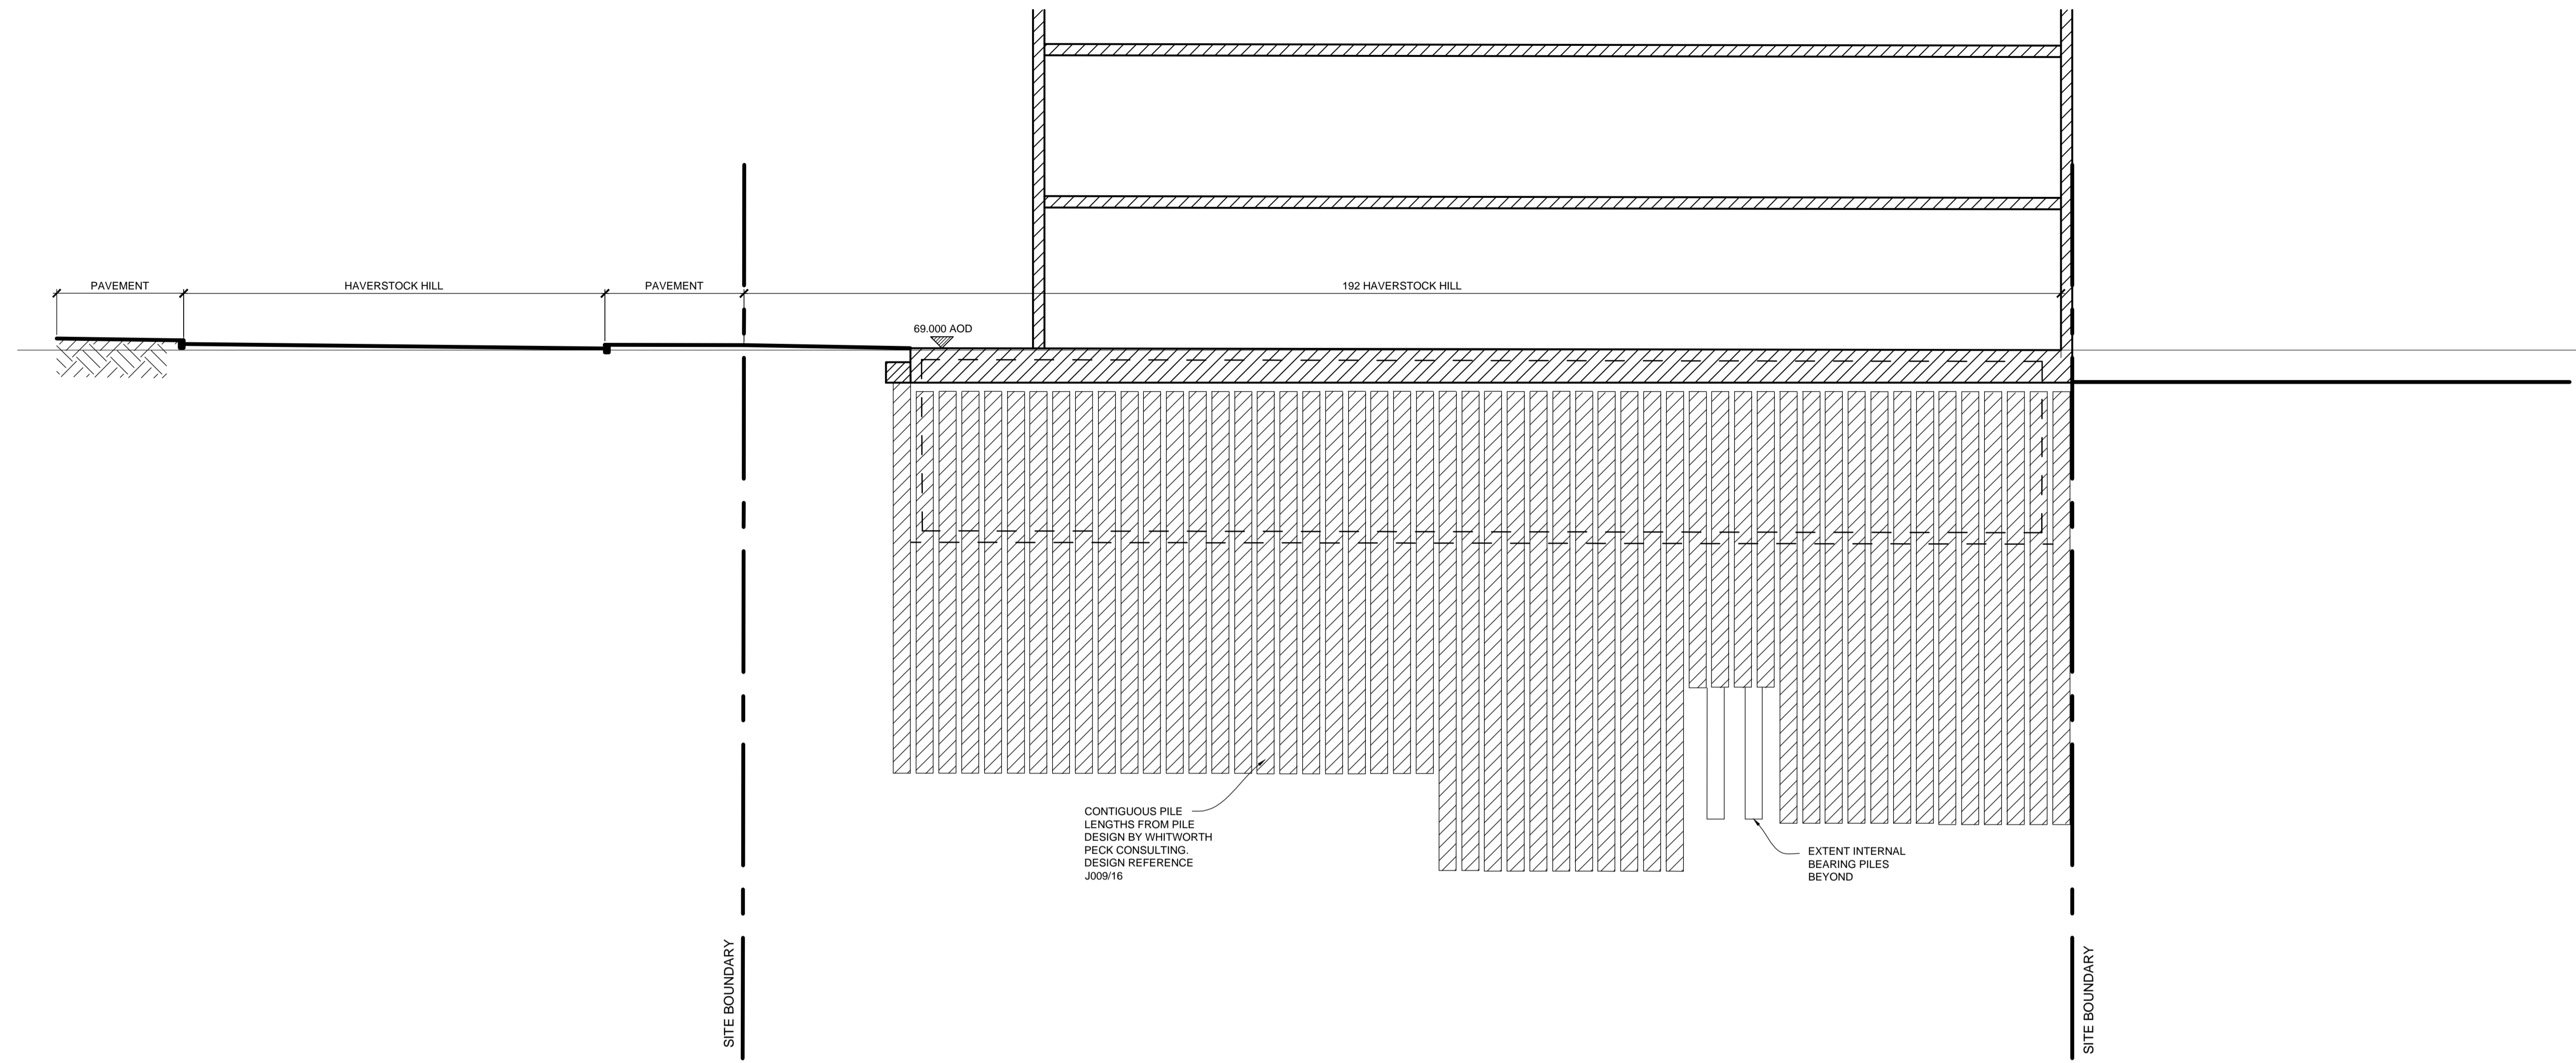 PAVEMENT
HAVERSTOCK HILL
PAVEMENT
192 HAVERSTOCK HILL
69.000 AOD
CONTIGUOUS PILE
LENGTHS FROM PILE
DESIGN BY WHITWORTH
PECK CONSULTING.
DESIGN REFERENCE
J009/16
EXTENT INTERNAL
BEARING PILES
BEYOND
SITE BOUNDARY
SITE BOUNDARY